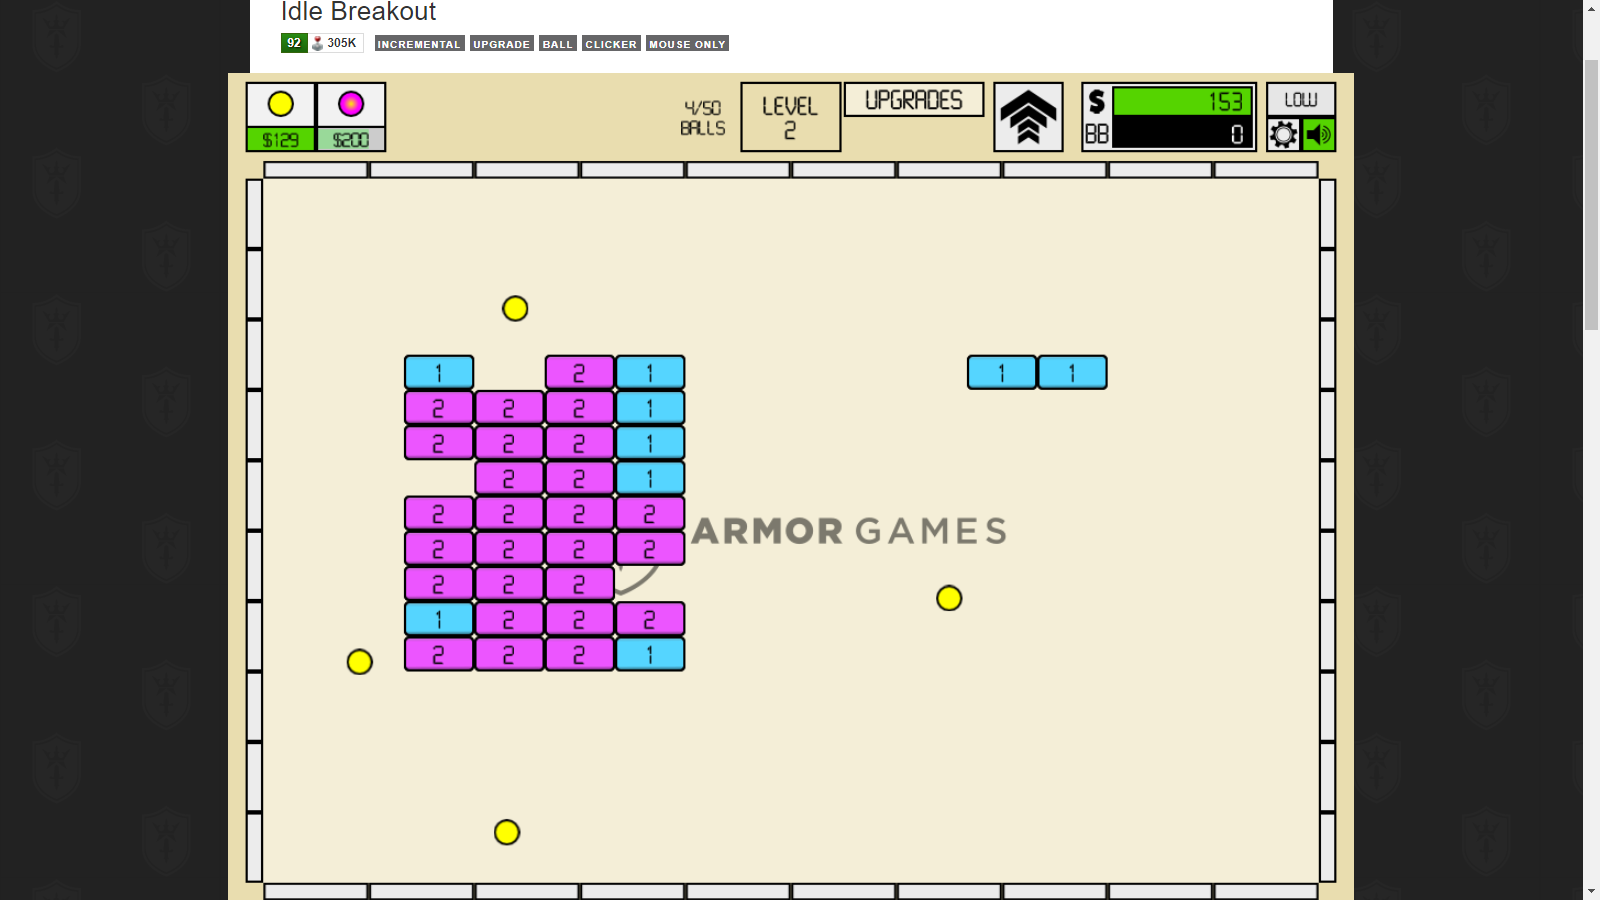 Idle Breakout
92 305K INCREMENTAL UPGRADE BALL CLICKER MOUSE ONLY
$129 $200
4/50
BALLS
LEVEL
2
UPGRADES
$ 153
BB 0
LOW
1 2 1 1 1
2 2 2 1
2 2 2 1
2 2 1
2 2 2 2
ARMOR GAMES
2 2 2 2
2 2 2
1 2 2 2
2 2 2 1